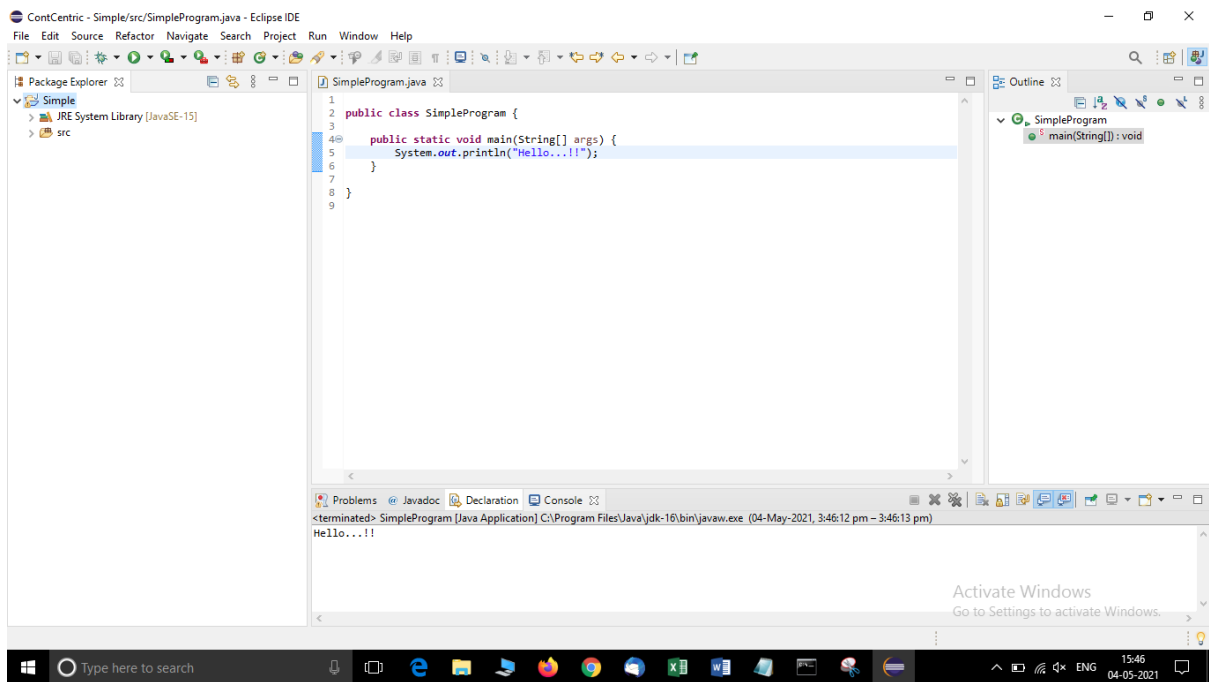 ContCentric - Simple/src/SimpleProgram.java - Eclipse IDE
File Edit Source Refactor Navigate Search Project Run Window Help
Package Explorer
Simple
JRE System Library [JavaSE-15]
src
SimpleProgram.java
1
2 public class SimpleProgram {
3
4 public static void main(String[] args) {
5 System.out.println("Hello...!!");
6 }
7
8 }
9
Outline
SimpleProgram
main(String[]) : void
Problems @ Javadoc Declaration Console
<terminated> SimpleProgram [Java Application] C:\Program Files\Java\jdk-16\bin\javaw.exe (04-May-2021, 3:46:12 pm – 3:46:13 pm)
Hello...!!
Activate Windows
Go to Settings to activate Windows.
Type here to search
ENG
15:46
04-05-2021